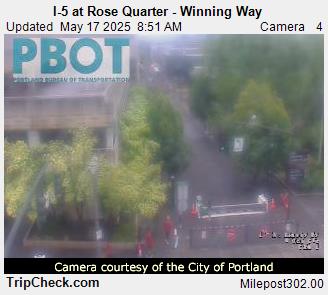 I-5 at Rose Quarter - Winning Way
Updated May 17 2025 8:51 AM Camera 4
PBOT
PORTLAND BUREAU OF TRANSPORTATION
Camera courtesy of the City of Portland
TripCheck.com Milepost302.00